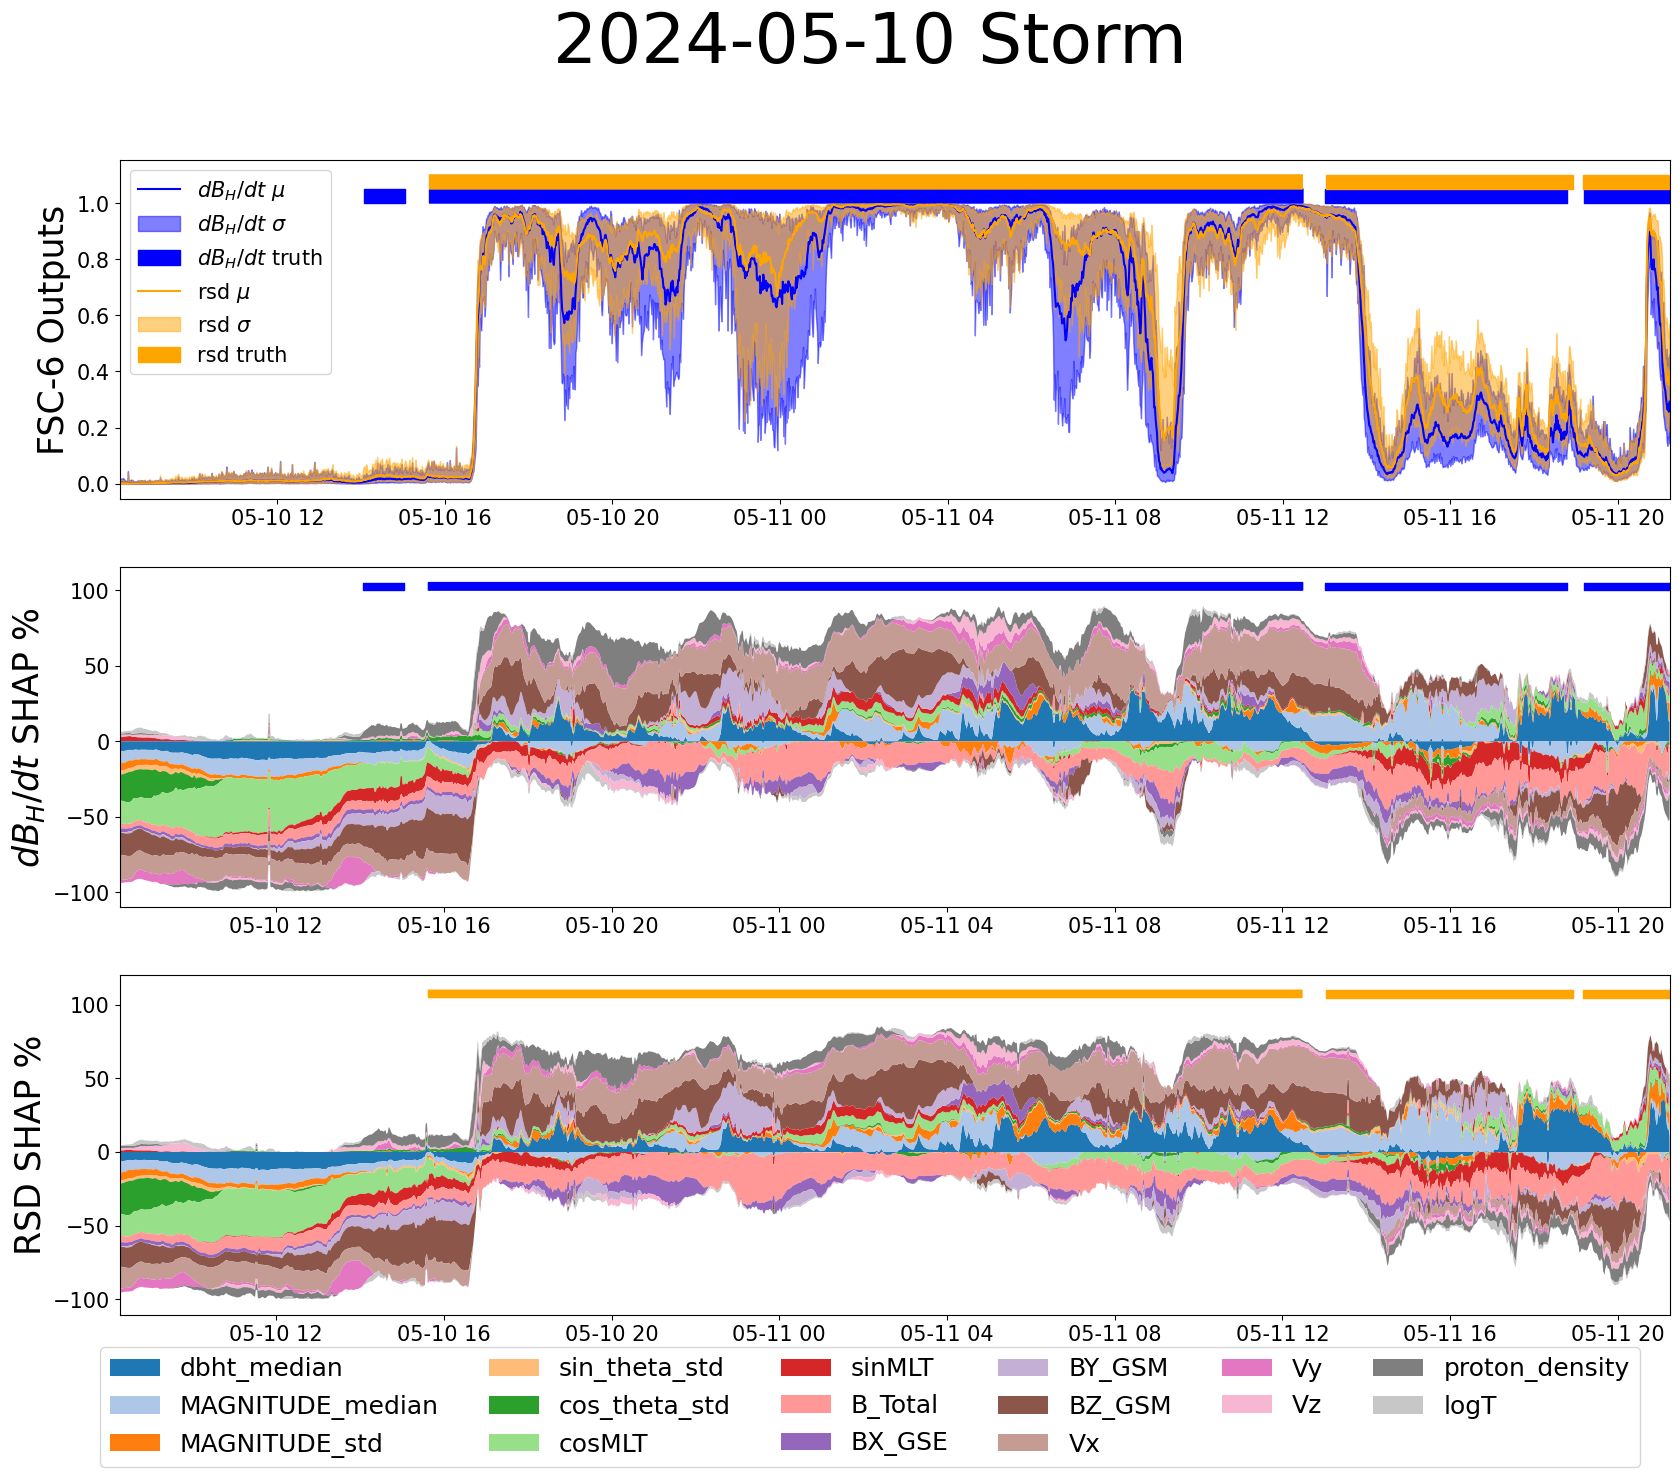 2024-05-10 Storm
FSC-6 Outputs
1.0
0.8
0.6
0.4
0.2
0.0
dB_H/dt μ
dB_H/dt σ
dB_H/dt truth
rsd μ
rsd σ
rsd truth
05-10 12 05-10 16 05-10 20 05-11 00 05-11 04 05-11 08 05-11 12 05-11 16 05-11 20
dB_H/dt SHAP %
100
50
0
−50
−100
05-10 12 05-10 16 05-10 20 05-11 00 05-11 04 05-11 08 05-11 12 05-11 16 05-11 20
RSD SHAP %
100
50
0
−50
−100
05-10 12 05-10 16 05-10 20 05-11 00 05-11 04 05-11 08 05-11 12 05-11 16 05-11 20
dbht_median sin_theta_std sinMLT BY_GSM Vy proton_density
MAGNITUDE_median cos_theta_std B_Total BZ_GSM Vz logT
MAGNITUDE_std cosMLT BX_GSE Vx